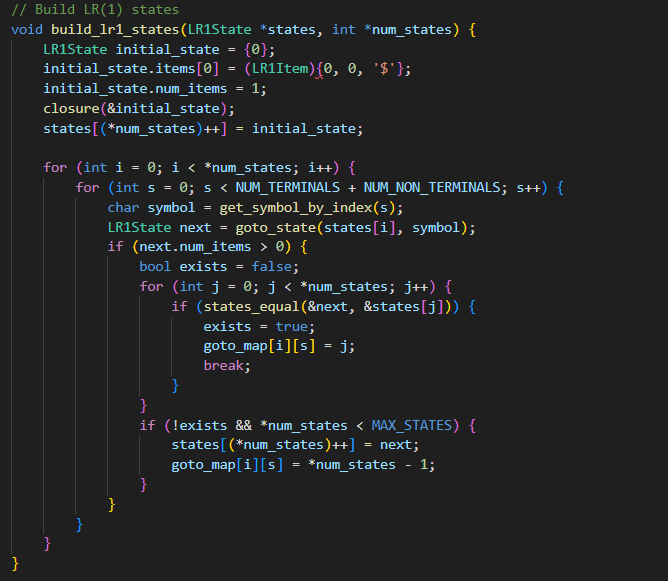 // Build LR(1) states
void build_lr1_states(LR1State *states, int *num_states) {
    LR1State initial_state = {0};
    initial_state.items[0] = (LR1Item){0, 0, '$'};
    initial_state.num_items = 1;
    closure(&initial_state);
    states[(*num_states)++] = initial_state;

    for (int i = 0; i < *num_states; i++) {
        for (int s = 0; s < NUM_TERMINALS + NUM_NON_TERMINALS; s++) {
            char symbol = get_symbol_by_index(s);
            LR1State next = goto_state(states[i], symbol);
            if (next.num_items > 0) {
                bool exists = false;
                for (int j = 0; j < *num_states; j++) {
                    if (states_equal(&next, &states[j])) {
                        exists = true;
                        goto_map[i][s] = j;
                        break;
                    }
                }
                if (!exists && *num_states < MAX_STATES) {
                    states[(*num_states)++] = next;
                    goto_map[i][s] = *num_states - 1;
                }
            }
        }
    }
}